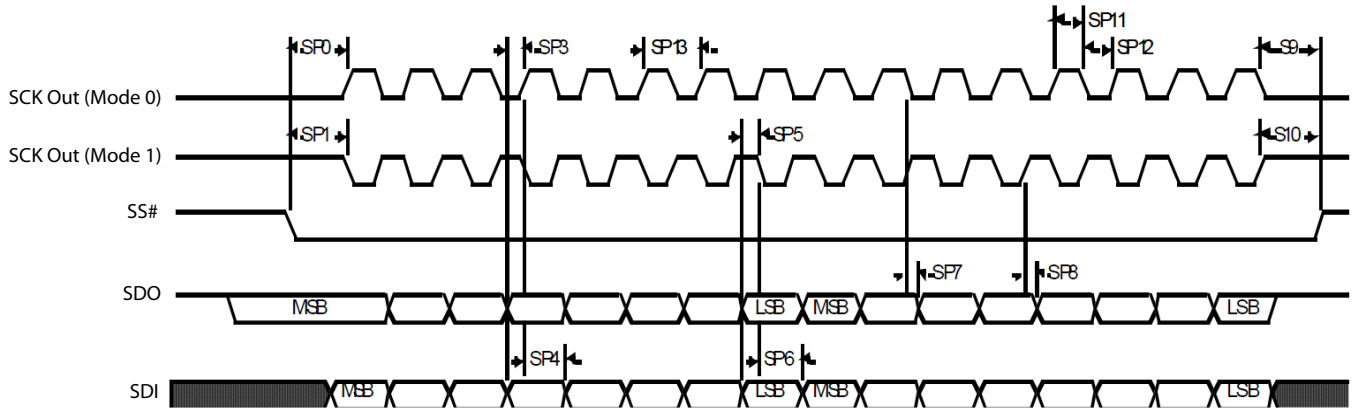 SP11
SP0 SP3 SP13 SP12 S9
SCK Out (Mode 0)
SP1 SP5 S10
SCK Out (Mode 1)
SS#
SP7 SP8
SDO MSB LSB MSB LSB
SP4 SP6
SDI MSB LSB MSB LSB